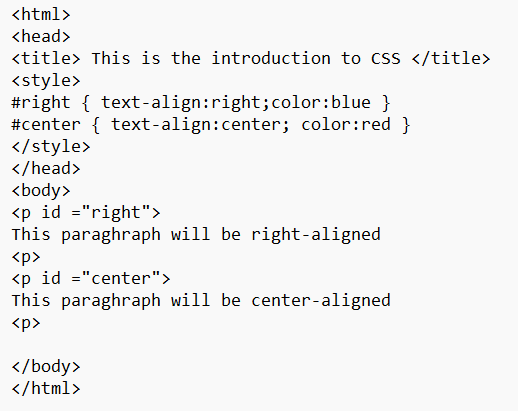 <html>
<head>
<title> This is the introduction to CSS </title>
<style>
#right { text-align:right;color:blue }
#center { text-align:center; color:red }
</style>
</head>
<body>
<p id ="right">
This paraghraph will be right-aligned
<p>
<p id ="center">
This paraghraph will be center-aligned
<p>
</body>
</html>